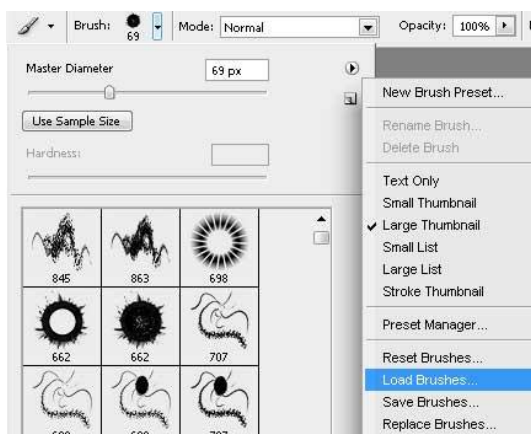 Brush: 69 Mode: Normal Opacity: 100%
Master Diameter 69 px
Use Sample Size
Hardness:
845 863 698
662 662 707
New Brush Preset...
Rename Brush...
Delete Brush
Text Only
Small Thumbnail
Large Thumbnail
Small List
Large List
Stroke Thumbnail
Preset Manager...
Reset Brushes...
Load Brushes...
Save Brushes...
Replace Brushes...